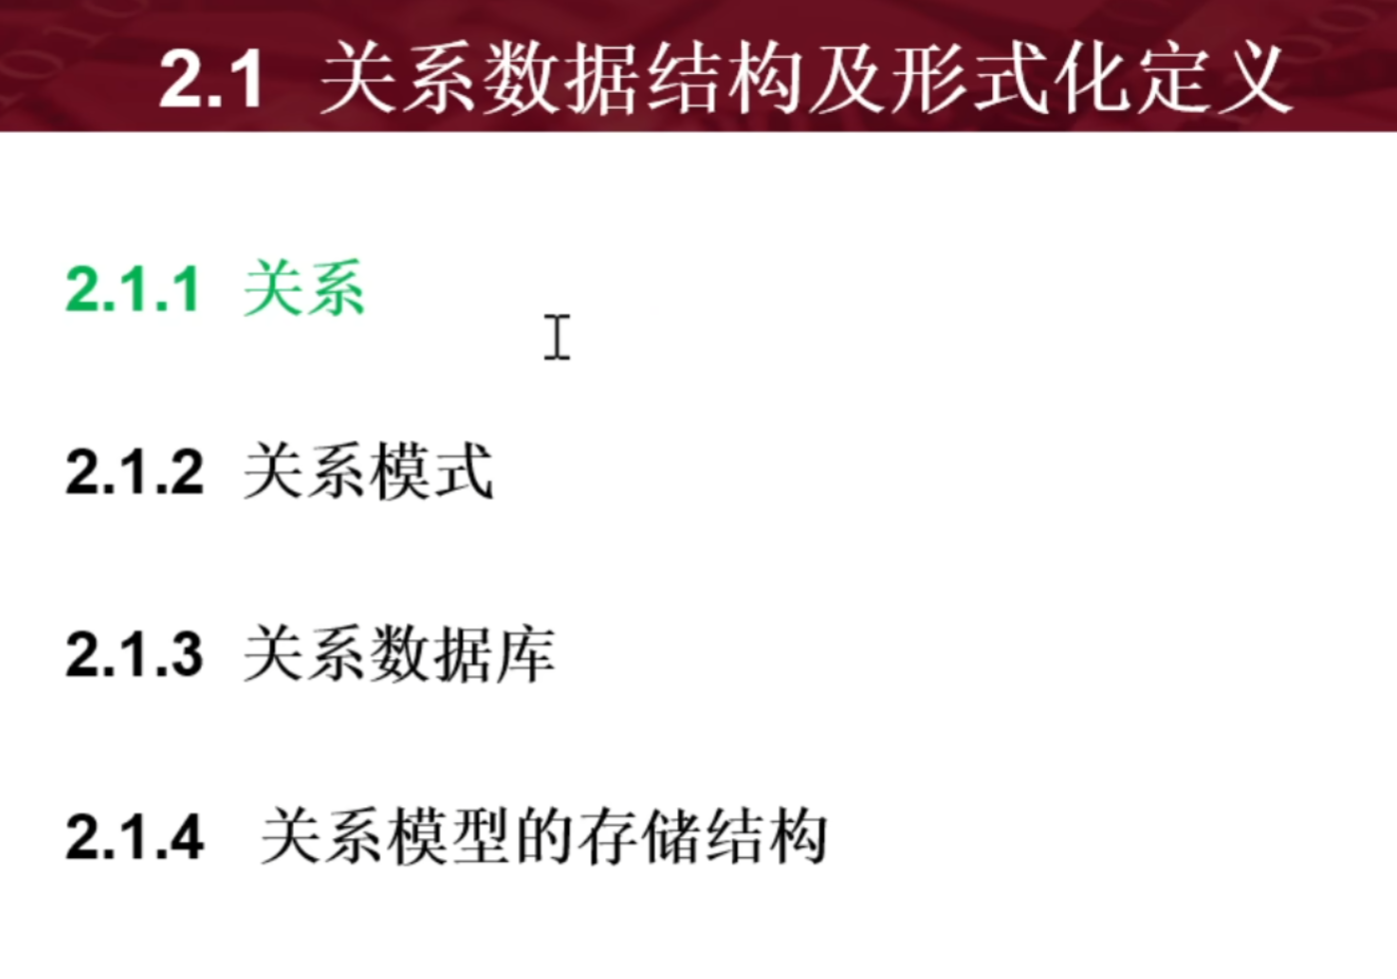 2.1 关系数据结构及形式化定义
2.1.1 关系
2.1.2 关系模式
2.1.3 关系数据库
2.1.4 关系模型的存储结构